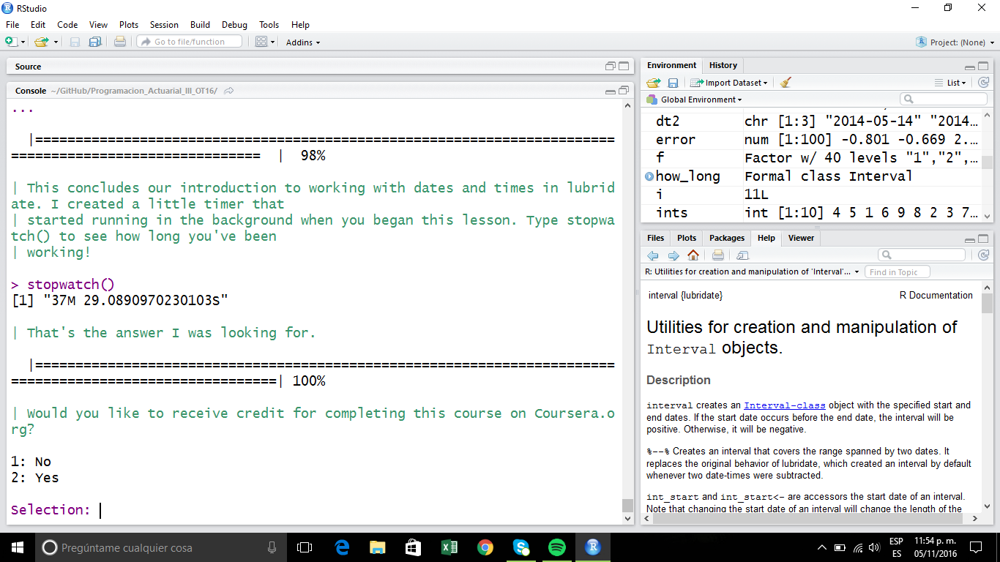 RStudio
File Edit Code View Plots Session Build Debug Tools Help
Go to file/function
Addins
Project: (None)
Source
Console ~/GitHub/Programacion_Actuarial_III_OT16/
...
|========================================================================
=============================== | 98%
| This concludes our introduction to working with dates and times in lubrid
ate. I created a little timer that
| started running in the background when you began this lesson. Type stopwa
tch() to see how long you've been
| working!
> stopwatch()
[1] "37M 29.0890970230103S"
| That's the answer I was looking for.
|========================================================================
=================================| 100%
| Would you like to receive credit for completing this course on Coursera.o
rg?
1: No
2: Yes
Selection:
Environment History
Import Dataset
List
Global Environment
dt2 chr [1:3] "2014-05-14" "2014…
error num [1:100] -0.801 -0.669 2.…
f Factor w/ 40 levels "1","2",…
how_long Formal class Interval
i 11L
ints int [1:10] 4 5 1 6 9 8 2 3 7…
Files Plots Packages Help Viewer
R: Utilities for creation and manipulation of 'Interval'...
Find in Topic
interval {lubridate} R Documentation
Utilities for creation and manipulation of
Interval objects.
Description
interval creates an Interval-class object with the specified start and
end dates. If the start date occurs before the end date, the interval will be
positive. Otherwise, it will be negative.
%--% Creates an interval that covers the range spanned by two dates. It
replaces the original behavior of lubridate, which created an interval by default
whenever two date-times were subtracted.
int_start and int_start<- are accessors the start date of an interval.
Note that changing the start date of an interval will change the length of the
Pregúntame cualquier cosa
ESP
ES
11:54 p. m.
05/11/2016